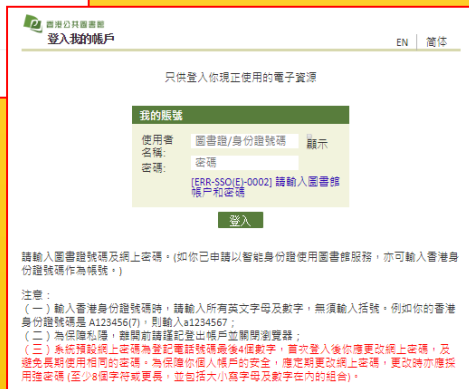 香港公共圖書館
登入我的帳戶
EN
简体
只供登入你現正使用的電子資源
我的賬號
使用者
名稱:
圖書證/身份證號碼
顯示
密碼:
密碼
[ERR-SSO(E)-0002] 請輸入圖書館
帳戶和密碼
登入
請輸入圖書證號碼及網上密碼。(如你已申請以智能身份證使用圖書館服務，亦可輸入香港身
份證號碼作為帳號。)
注意：
(一) 輸入香港身份證號碼時，請輸入所有英文字母及數字，無須輸入括號。例如你的香港
身份證號碼是 A123456(7)，則輸入a1234567；
(二) 為保障私隱，離開前請謹記登出帳戶並關閉瀏覽器；
(三) 系統預設網上密碼為登記電話號碼最後4個數字，首次登入後你應更改網上密碼，及
避免長期使用相同的密碼。為保障你個人帳戶的安全，應定期更改網上密碼，更改時亦應採
用強密碼 (至少8個字符或更長，並包括大小寫字母及數字在內的組合)。